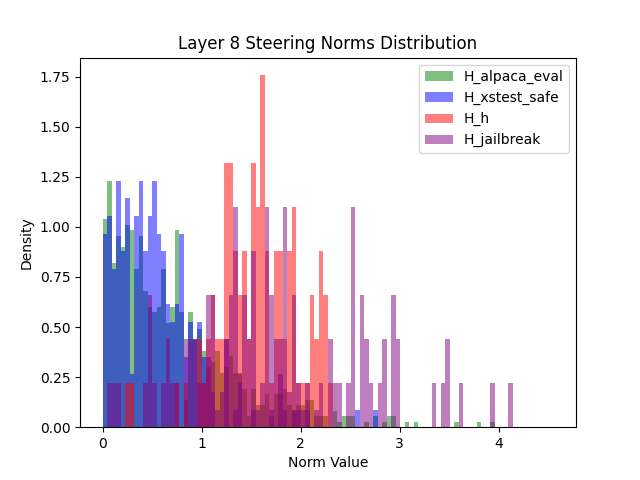 Layer 8 Steering Norms Distribution
H_alpaca_eval
H_xstest_safe
H_h
H_jailbreak
Density
1.75
1.50
1.25
1.00
0.75
0.50
0.25
0.00
0 1 2 3 4
Norm Value